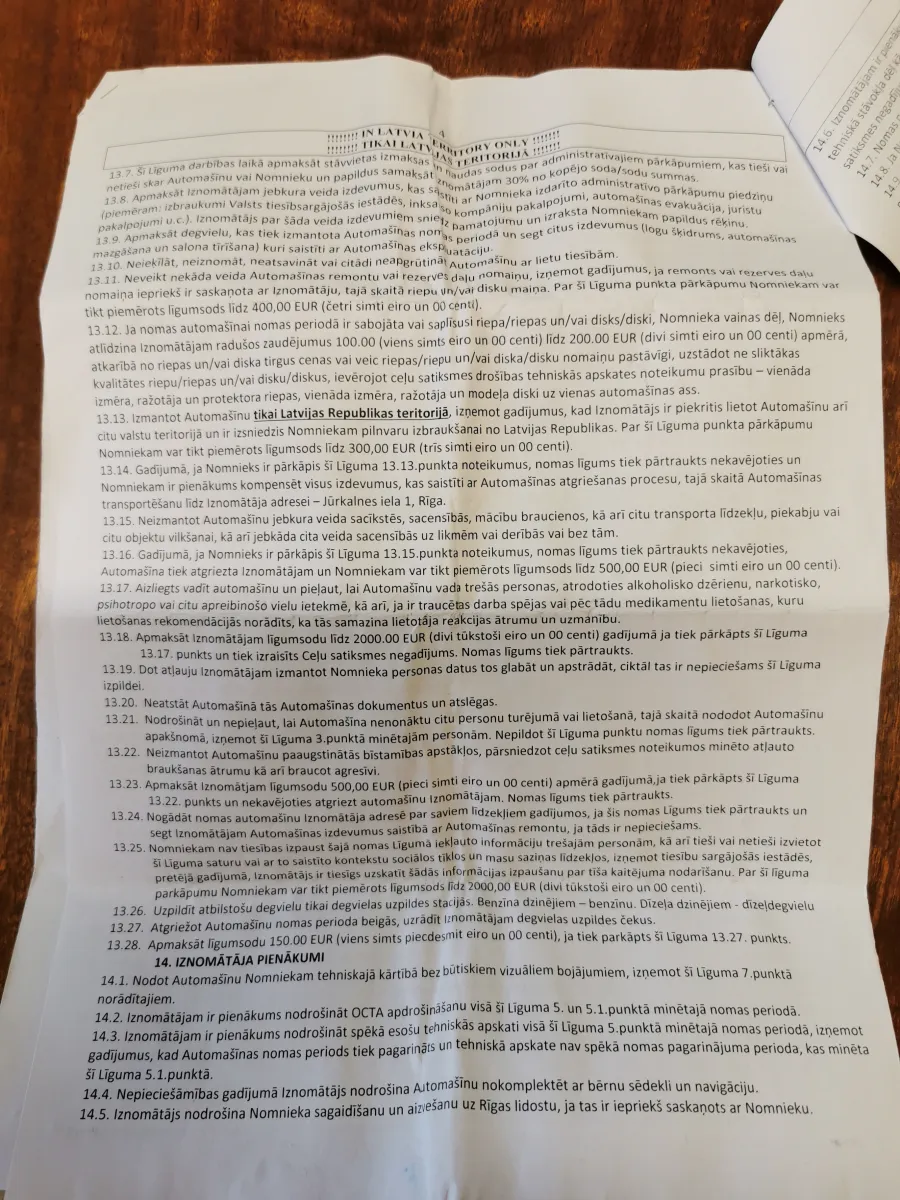 4
!!!!!!!! IN LATVIA TERRITORY ONLY !!!!!!!
!!!!!!!! TIKAI LATVIJAS TERITORIJĀ !!!!!!!
13.7. Šī Līguma darbības laikā apmaksāt stāvvietas izmaksas un naudas sodus par administratīvajiem pārkāpumiem, kas tieši vai
netieši skar Automašīnu vai Nomnieku un papildus samaksāt Iznomātājam 30% no kopējo soda/sodu summas.
13.8. Apmaksāt Iznomātājam jebkura veida izdevumus, kas saistīti ar Nomnieka izdarīto administratīvo pārkāpumu piedziņu
(piemēram: izbraukumi Valsts tiesībsargājošās iestādēs, inkaso kompāniju pakalpojumi, automašīnas evakuācija, juristu
pakalpojumi u.c.). Iznomātājs par šāda veida izdevumiem sniedz pamatojumu un izraksta Nomniekam papildus rēķinu.
13.9. Apmaksāt degvielu, kas tiek izmantota Automašīnas nomas periodā un segt citus izdevumus (logu šķidrums, automašīnas
mazgāšana un salona tīrīšana) kuri saistīti ar Automašīnas ekspluatāciju.
13.10. Neieķīlāt, neiznomāt, neatsavināt vai citādi neapgrūtināt Automašīnu ar lietu tiesībām.
13.11. Neveikt nekāda veida Automašīnas remontu vai rezerves daļu nomaiņu, izņemot gadījumus, ja remonts vai rezerves daļu
nomaiņa iepriekš ir saskaņota ar Iznomātāju, tajā skaitā riepu un/vai disku maiņa. Par šī Līguma punkta pārkāpumu Nomniekam var
tikt piemērots līgumsods līdz 400,00 EUR (četri simti eiro un 00 centi).
13.12. Ja nomas automašīnai nomas periodā ir sabojāta vai saplīsusi riepa/riepas un/vai disks/diski, Nomnieka vainas dēļ, Nomnieks
atlīdzina Iznomātājam radušos zaudējumus 100.00 (viens simts eiro un 00 centi) līdz 200.00 EUR (divi simti eiro un 00 centi) apmērā,
atkarībā no riepas un/vai diska tirgus cenas vai veic riepas/riepu un/vai diska/disku nomaiņu pastāvīgi, uzstādot ne sliktākas
kvalitātes riepu/riepas un/vai disku/diskus, ievērojot ceļu satiksmes drošības tehniskās apskates noteikumu prasību – vienāda
izmēra, ražotāja un protektora riepas, vienāda izmēra, ražotāja un modeļa diski uz vienas automašīnas ass.
13.13. Izmantot Automašīnu tikai Latvijas Republikas teritorijā, izņemot gadījumus, kad Iznomātājs ir piekritis lietot Automašīnu arī
citu valstu teritorijā un ir izsniedzis Nomniekam pilnvaru izbraukšanai no Latvijas Republikas. Par šī Līguma punkta pārkāpumu
Nomniekam var tikt piemērots līgumsods līdz 300,00 EUR (trīs simti eiro un 00 centi).
13.14. Gadījumā, ja Nomnieks ir pārkāpis šī Līguma 13.13.punkta noteikumus, nomas līgums tiek pārtraukts nekavējoties un
Nomniekam ir pienākums kompensēt visus izdevumus, kas saistīti ar Automašīnas atgriešanas procesu, tajā skaitā Automašīnas
transportēšanu līdz Iznomātāja adresei – Jūrkalnes iela 1, Rīga.
13.15. Neizmantot Automašīnu jebkura veida sacīkstēs, sacensībās, mācību braucienos, kā arī citu transporta līdzekļu, piekabju vai
citu objektu vilkšanai, kā arī jebkāda cita veida sacensībās uz likmēm vai derībās vai bez tām.
13.16. Gadījumā, ja Nomnieks ir pārkāpis šī Līguma 13.15.punkta noteikumus, nomas līgums tiek pārtraukts nekavējoties,
Automašīna tiek atgriezta Iznomātājam un Nomniekam var tikt piemērots līgumsods līdz 500,00 EUR (pieci simti eiro un 00 centi).
13.17. Aizliegts vadīt automašīnu un pieļaut, lai Automašīnu vada trešās personas, atrodoties alkoholisko dzērienu, narkotisko,
psihotropo vai citu apreibinošo vielu ietekmē, kā arī, ja ir traucētas darba spējas vai pēc tādu medikamentu lietošanas, kuru
lietošanas rekomendācijās norādīts, ka tās samazina lietotāja reakcijas ātrumu un uzmanību.
13.18. Apmaksāt Iznomātājam līgumsodu līdz 2000.00 EUR (divi tūkstoši eiro un 00 centi) gadījumā ja tiek pārkāpts šī Līguma
13.17. punkts un tiek izraisīts Ceļu satiksmes negadījums. Nomas līgums tiek pārtraukts.
13.19. Dot atļauju Iznomātājam izmantot Nomnieka personas datus tos glabāt un apstrādāt, ciktāl tas ir nepieciešams šī Līguma
izpildei.
13.20. Neatstāt Automašīnā tās Automašīnas dokumentus un atslēgas.
13.21. Nodrošināt un nepieļaut, lai Automašīna nenonāktu citu personu turējumā vai lietošanā, tajā skaitā nododot Automašīnu
apakšnomā, izņemot šī Līguma 3.punktā minētajām personām. Nepildot šī Līguma punktu nomas līgums tiek pārtraukts.
13.22. Neizmantot Automašīnu paaugstinātās bīstamības apstākļos, pārsniedzot ceļu satiksmes noteikumos minēto atļauto
braukšanas ātrumu kā arī braucot agresīvi.
13.23. Apmaksāt Iznomātjam līgumsodu 500,00 EUR (pieci simti eiro un 00 centi) apmērā gadījumā,ja tiek pārkāpts šī Līguma
13.22. punkts un nekavējoties atgriezt automašīnu Iznomātājam. Nomas līgums tiek pārtraukts.
13.24. Nogādāt nomas automašīnu Iznomātāja adresē par saviem līdzekļiem gadījumos, ja šis nomas Līgums tiek pārtraukts un
segt Iznomātājam Automašīnas izdevumus saistībā ar Automašīnas remontu, ja tāds ir nepieciešams.
13.25. Nomniekam nav tiesības izpaust šajā nomas Līgumā iekļauto informāciju trešajām personām, kā arī tieši vai netieši izvietot
šī Līguma saturu vai ar to saistīto kontekstu sociālos tīklos un masu saziņas līdzekļos, izņemot tiesību sargājošās iestādēs,
pretējā gadījumā, Iznomātājs ir tiesīgs uzskatīt šādās informācijas izpaušanu par tīša kaitējuma nodarīšanu. Par šī līguma
parkāpumu Nomniekam var tikt piemērots līgumsods līdz 2000,00 EUR (divi tūkstoši eiro un 00 centi).
13.26. Uzpildīt atbilstošu degvielu tikai degvielas uzpildes stacijās. Benzīna dzinējiem – benzīnu. Dīzeļa dzinējiem - dīzeļdegvielu
13.27. Atgriežot Automašīnu nomas perioda beigās, uzrādīt Iznomātājam degvielas uzpildes čekus.
13.28. Apmaksāt līgumsodu 150.00 EUR (viens simts piecdesmit eiro un 00 centi), ja tiek parkāpts šī Līguma 13.27. punkts.
14. IZNOMĀTĀJA PIENĀKUMI
14.1. Nodot Automašīnu Nomniekam tehniskajā kārtībā bez būtiskiem vizuāliem bojājumiem, izņemot šī Līguma 7.punktā
norādītajiem.
14.2. Iznomātājam ir pienākums nodrošināt OCTA apdrošināšanu visā šī Līguma 5. un 5.1.punktā minētajā nomas periodā.
14.3. Iznomātājam ir pienākums nodrošināt spēkā esošu tehniskās apskati visā šī Līguma 5.punktā minētajā nomas periodā, izņemot
gadījumus, kad Automašīnas nomas periods tiek pagarināts un tehniskā apskate nav spēkā nomas pagarinājuma perioda, kas minēta
šī Līguma 5.1.punktā.
14.4. Nepieciešāmības gadījumā Iznomātājs nodrošina Automašīnu nokomplektēt ar bērnu sēdekli un navigāciju.
14.5. Iznomātājs nodrošina Nomnieka sagaidīšanu un aizvešanu uz Rīgas lidostu, ja tas ir iepriekš saskaņots ar Nomnieku.
14.6. Iznomātājam ir pienāk
tehniskā stāvokļa dēļ kā
satiksmes negadīju
14.7. Noma
14.8. Ja N
14.9